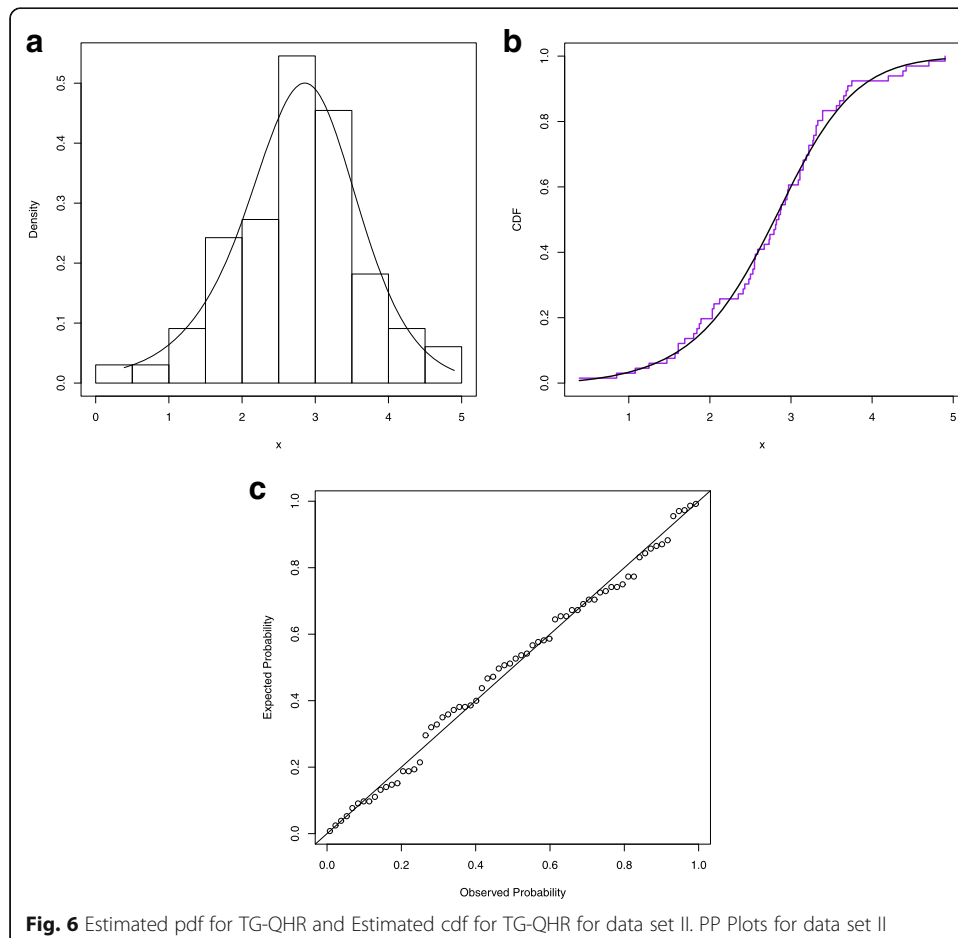 a
Density
0.0 0.1 0.2 0.3 0.4 0.5
0 1 2 3 4 5
x
b
CDF
0.0 0.2 0.4 0.6 0.8 1.0
1 2 3 4 5
x
c
Expected Probability
0.0 0.2 0.4 0.6 0.8 1.0
0.0 0.2 0.4 0.6 0.8 1.0
Observed Probability
Fig. 6 Estimated pdf for TG-QHR and Estimated cdf for TG-QHR for data set II. PP Plots for data set II